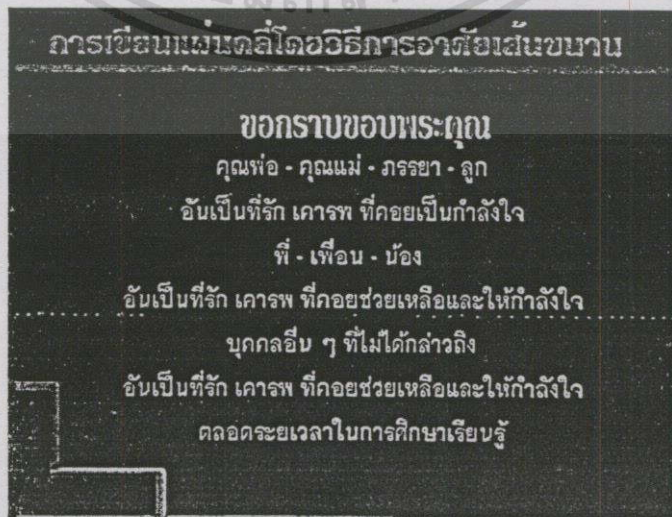 การเขียนแผ่นคลี่โดยวิธีการอาศัยเส้นขนาน
ขอกราบขอบพระคุณ
คุณพ่อ - คุณแม่ - ภรรยา - ลูก
อันเป็นที่รัก เคารพ ที่คอยเป็นกำลังใจ
พี่ - เพื่อน - น้อง
อันเป็นที่รัก เคารพ ที่คอยช่วยเหลือและให้กำลังใจ
บุคคลอื่น ๆ ที่ไม่ได้กล่าวถึง
อันเป็นที่รัก เคารพ ที่คอยช่วยเหลือและให้กำลังใจ
ตลอดระยะเวลาในการศึกษาเรียนรู้